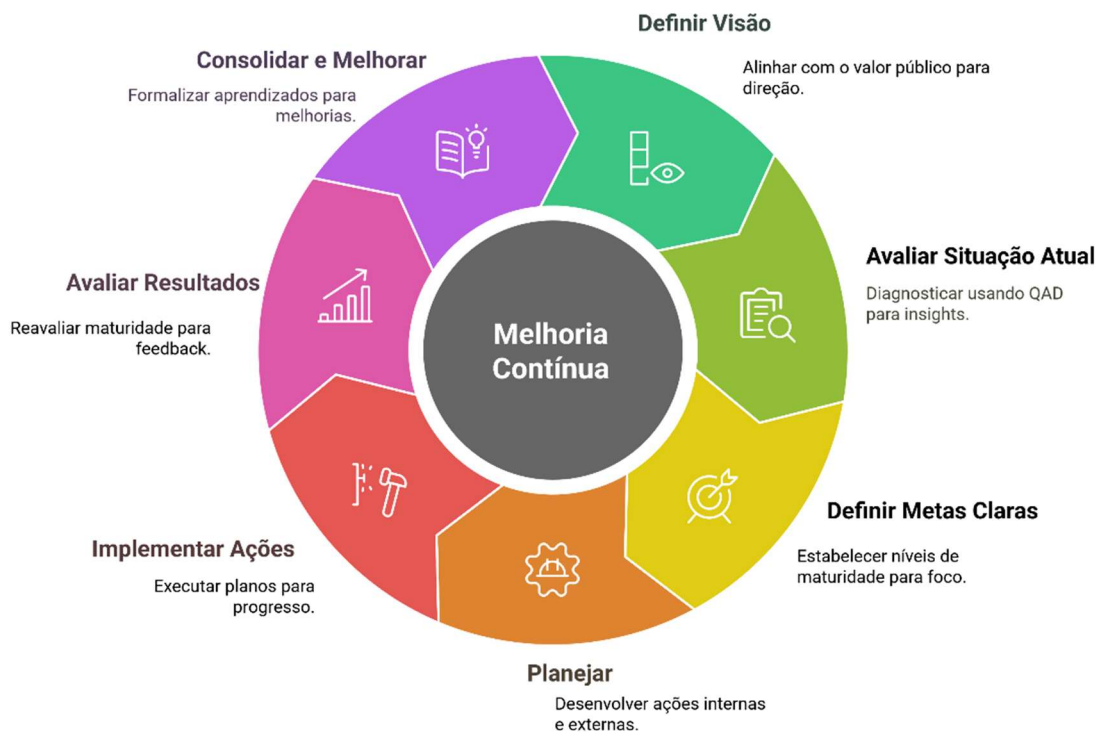 Definir Visão
Alinhar com o valor público para
direção.
Avaliar Situação Atual
Diagnosticar usando QAD
para insights.
Definir Metas Claras
Estabelecer níveis de
maturidade para foco.
Planejar
Desenvolver ações internas
e externas.
Implementar Ações
Executar planos para
progresso.
Avaliar Resultados
Reavaliar maturidade para
feedback.
Consolidar e Melhorar
Formalizar aprendizados para
melhorias.
Melhoria
Contínua